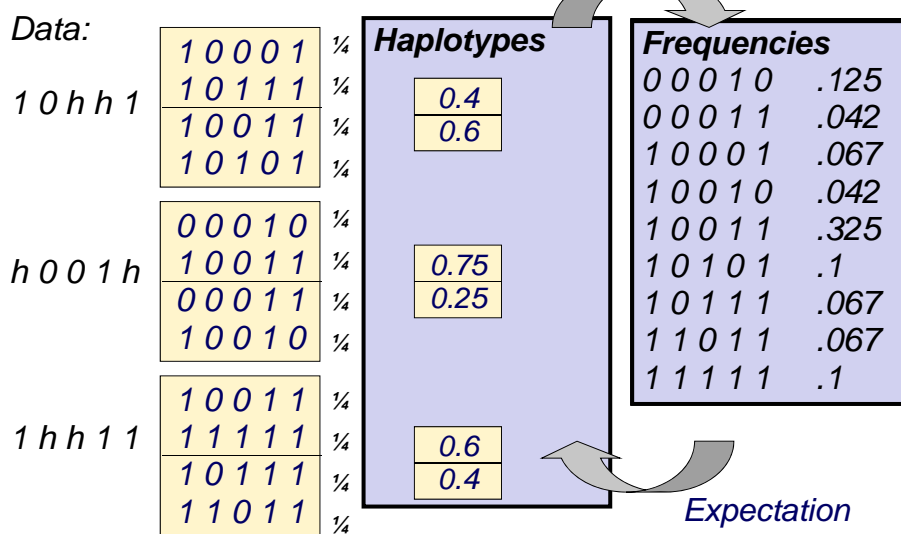 Data:
1 0 h h 1
1 0 0 0 1 ¼
1 0 1 1 1 ¼
1 0 0 1 1 ¼
1 0 1 0 1 ¼
h 0 0 1 h
0 0 0 1 0 ¼
1 0 0 1 1 ¼
0 0 0 1 1 ¼
1 0 0 1 0 ¼
1 h h 1 1
1 0 0 1 1 ¼
1 1 1 1 1 ¼
1 0 1 1 1 ¼
1 1 0 1 1 ¼
Haplotypes
0.4
0.6
0.75
0.25
0.6
0.4
Frequencies
0 0 0 1 0 .125
0 0 0 1 1 .042
1 0 0 0 1 .067
1 0 0 1 0 .042
1 0 0 1 1 .325
1 0 1 0 1 .1
1 0 1 1 1 .067
1 1 0 1 1 .067
1 1 1 1 1 .1
Expectation